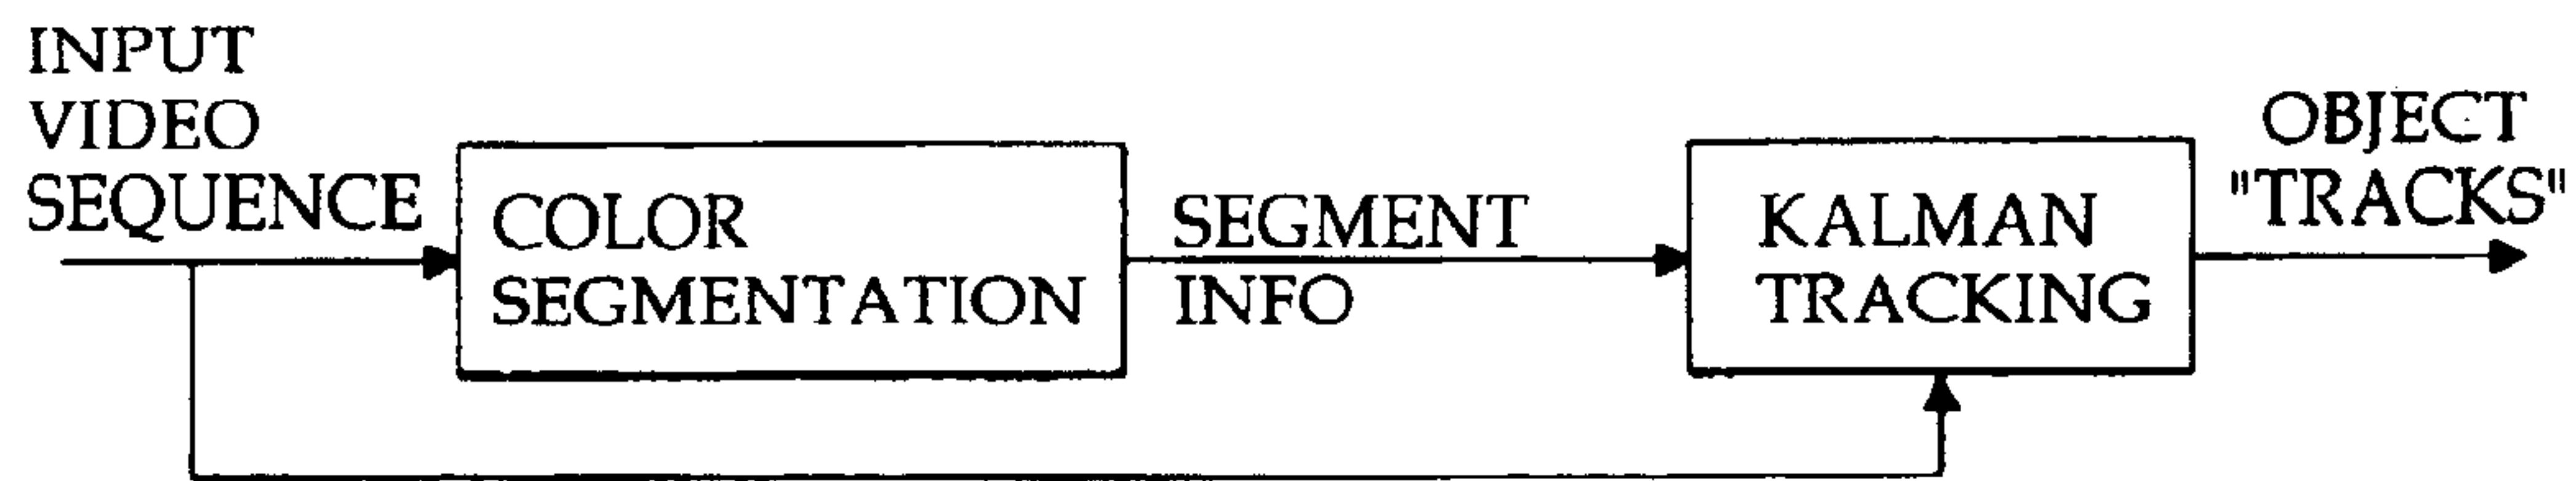 INPUT
VIDEO
SEQUENCE
COLOR
SEGMENTATION
SEGMENT
INFO
KALMAN
TRACKING
OBJECT
"TRACKS"